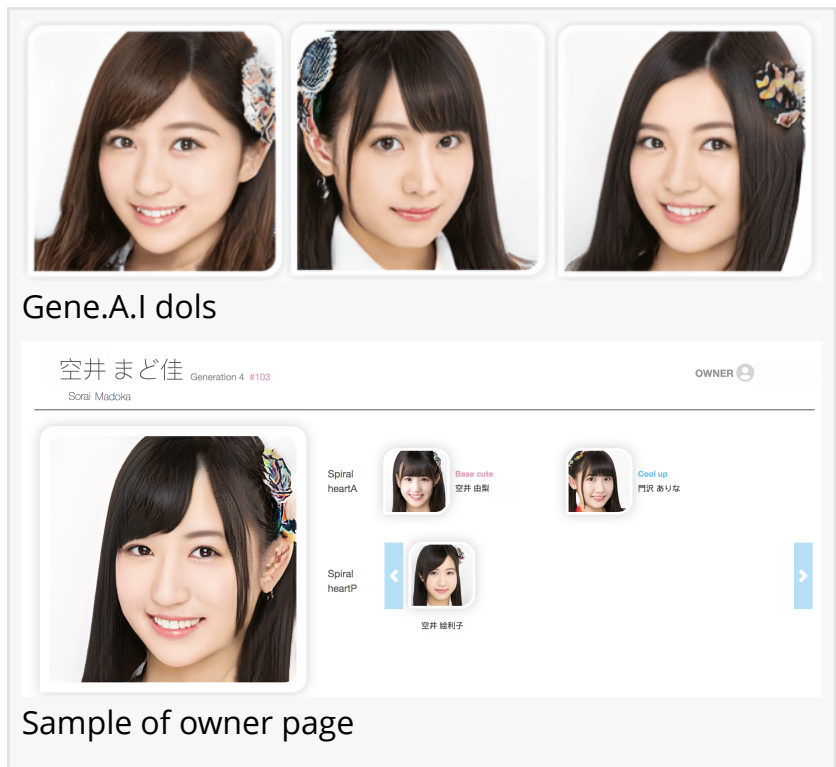 Gene.A.I dols
空井 まど佳 Generation 4 #103
OWNER
Sorai Madoka
Spiral heartA
Base cute
空井 由梨
Cool up
門沢 ありな
Spiral heartP
空井 絵利子
Sample of owner page